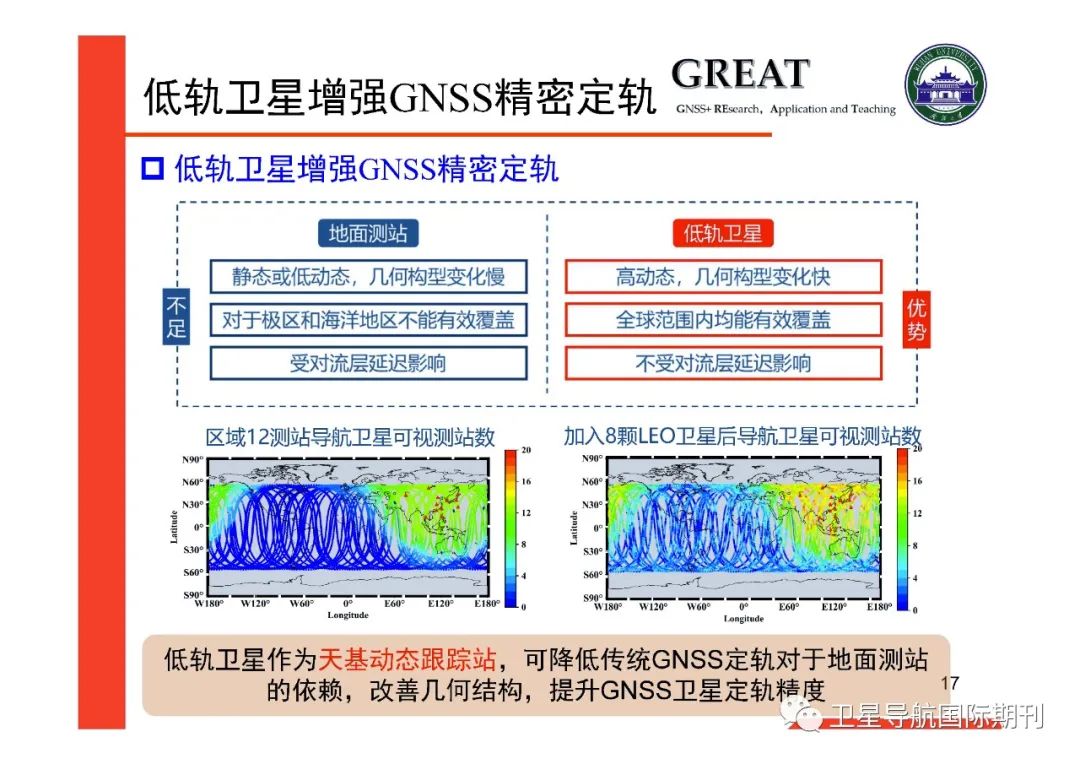 低轨卫星增强GNSS精密定轨
GREAT
GNSS+ REsearch, Application and Teaching
WUHAN UNIVERSITY
低轨卫星增强GNSS精密定轨
地面测站
低轨卫星
不足
静态或低动态，几何构型变化慢
对于极区和海洋地区不能有效覆盖
受对流层延迟影响
高动态，几何构型变化快
全球范围内均能有效覆盖
不受对流层延迟影响
优势
区域12测站导航卫星可视测站数
N90°
N60°
N30°
0°
S30°
S60°
S90°
Latitude
W180° W120° W60° 0° E60° E120° E180°
Longitude
20
16
12
8
4
0
加入8颗LEO卫星后导航卫星可视测站数
N90°
N60°
N30°
0°
S30°
S60°
S90°
Latitude
W180° W120° W60° 0° E60° E120° E180°
Longitude
20
16
12
8
4
0
低轨卫星作为天基动态跟踪站，可降低传统GNSS定轨对于地面测站
的依赖，改善几何结构，提升GNSS卫星定轨精度
17
卫星导航国际期刊